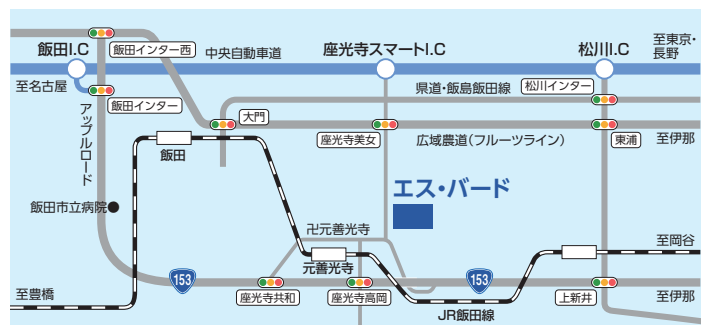 飯田I.C
飯田インター西
中央自動車道
座光寺スマートI.C
松川I.C
至東京・
長野
至名古屋
飯田インター
県道・飯島飯田線
松川インター
アップルロード
大門
座光寺美女
広域農道(フルーツライン)
東浦
至伊那
飯田
飯田市立病院
エス・バード
卍元善光寺
元善光寺
至岡谷
153
153
至豊橋
座光寺共和
座光寺高岡
上新井
至伊那
JR飯田線